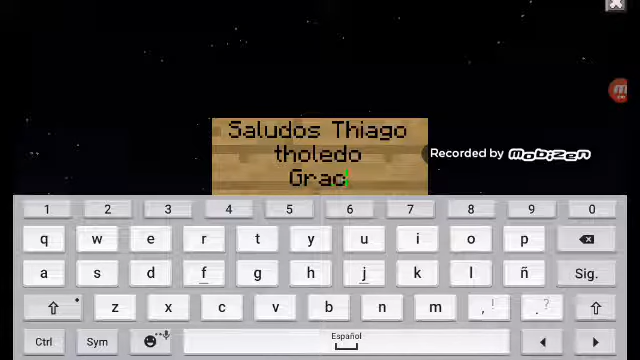 Saludos Thiago
tholedo
Grac
Recorded by mobizen
1 2 3 4 5 6 7 8 9 0
q w e r t y u i o p
a s d f g h j k l ñ Sig.
z x c v b n m , ! . ?
Ctrl Sym Español